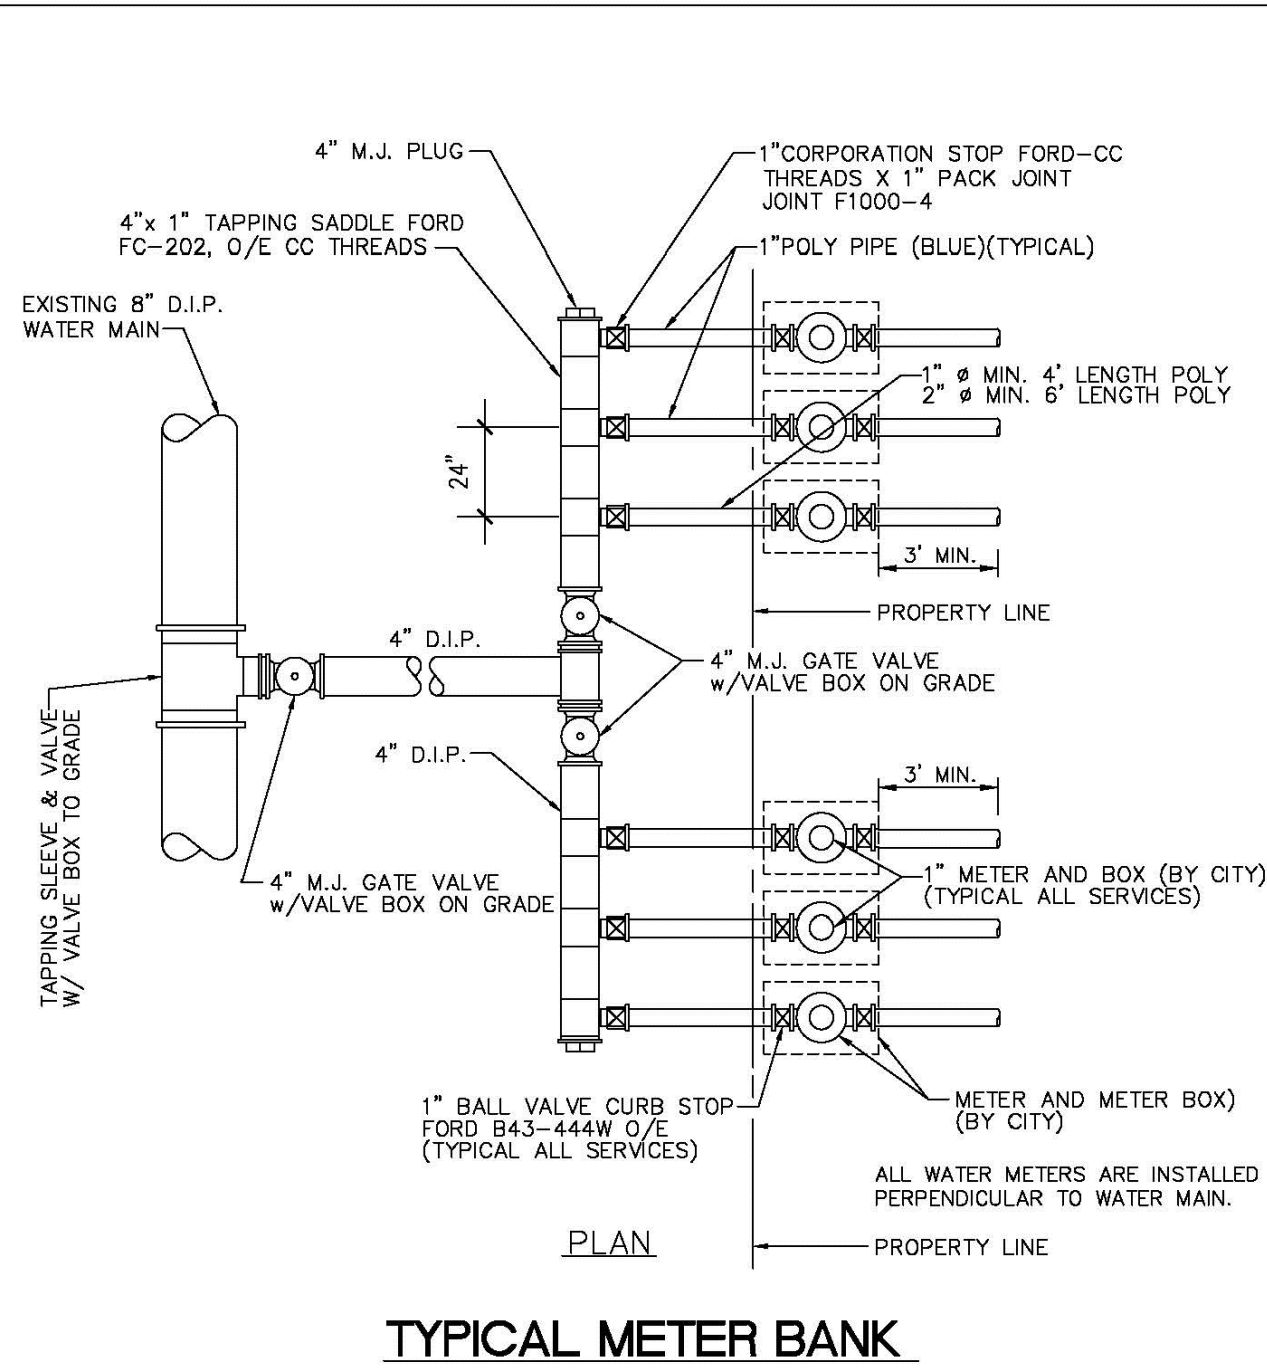 4" M.J. PLUG
1"CORPORATION STOP FORD-CC
THREADS X 1" PACK JOINT
JOINT F1000-4
4"x 1" TAPPING SADDLE FORD
FC-202, O/E CC THREADS
1"POLY PIPE (BLUE)(TYPICAL)
EXISTING 8" D.I.P.
WATER MAIN
1" ø MIN. 4' LENGTH POLY
2" ø MIN. 6' LENGTH POLY
24"
3' MIN.
PROPERTY LINE
4" D.I.P.
4" M.J. GATE VALVE
w/VALVE BOX ON GRADE
TAPPING SLEEVE & VALVE
W/ VALVE BOX TO GRADE
4" D.I.P.
3' MIN.
4" M.J. GATE VALVE
w/VALVE BOX ON GRADE
1" METER AND BOX (BY CITY)
(TYPICAL ALL SERVICES)
1" BALL VALVE CURB STOP
FORD B43-444W O/E
(TYPICAL ALL SERVICES)
METER AND METER BOX)
(BY CITY)
ALL WATER METERS ARE INSTALLED
PERPENDICULAR TO WATER MAIN.
PLAN
PROPERTY LINE
TYPICAL METER BANK